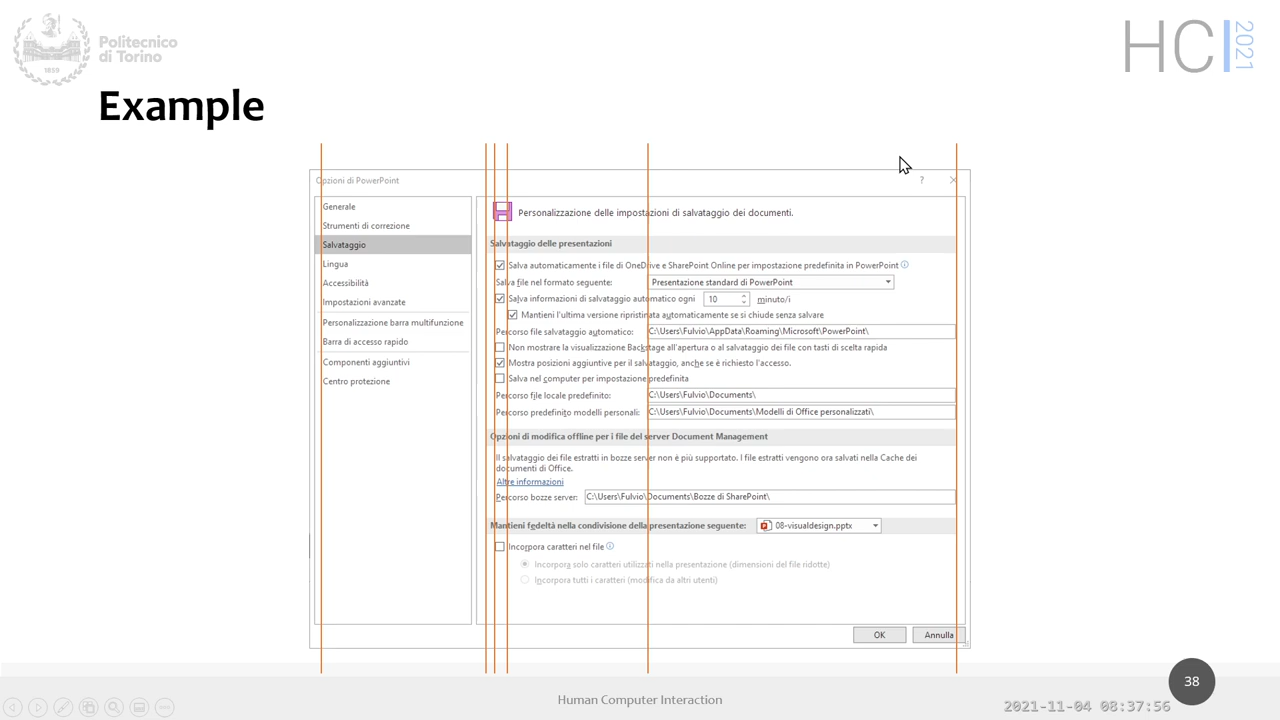 Politecnico
di Torino
1859
HCI 2021
Example
Opzioni di PowerPoint
?
Generale
Strumenti di correzione
Salvataggio
Lingua
Accessibilità
Impostazioni avanzate
Personalizzazione barra multifunzione
Barra di accesso rapido
Componenti aggiuntivi
Centro protezione
Personalizzazione delle impostazioni di salvataggio dei documenti.
Salvataggio delle presentazioni
Salva automaticamente i file di OneDrive e SharePoint Online per impostazione predefinita in PowerPoint
Salva file nel formato seguente: Presentazione standard di PowerPoint
Salva informazioni di salvataggio automatico ogni 10 minuto/i
Mantieni l'ultima versione ripristinata automaticamente se si chiude senza salvare
Percorso file salvataggio automatico: C:\Users\Fulvio\AppData\Roaming\Microsoft\PowerPoint\
Non mostrare la visualizzazione Backstage all'apertura o al salvataggio dei file con tasti di scelta rapida
Mostra posizioni aggiuntive per il salvataggio, anche se è richiesto l'accesso.
Salva nel computer per impostazione predefinita
Percorso file locale predefinito: C:\Users\Fulvio\Documents\
Percorso predefinito modelli personali: C:\Users\Fulvio\Documents\Modelli di Office personalizzati\
Opzioni di modifica offline per i file del server Document Management
Il salvataggio dei file estratti in bozze server non è più supportato. I file estratti vengono ora salvati nella Cache dei
documenti di Office.
Altre informazioni
Percorso bozze server: C:\Users\Fulvio\Documents\Bozze di SharePoint\
Mantieni fedeltà nella condivisione della presentazione seguente: 08-visualdesign.pptx
Incorpora caratteri nel file
Incorpora solo caratteri utilizzati nella presentazione (dimensioni del file ridotte)
Incorpora tutti i caratteri (modifica da altri utenti)
OK
Annulla
38
Human Computer Interaction
2021-11-04 08:37:56